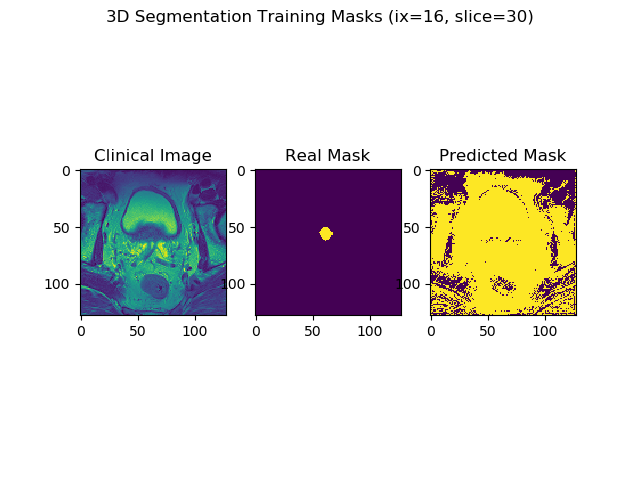 3D Segmentation Training Masks (ix=16, slice=30)
Clinical Image Real Mask Predicted Mask
0 0 0
50 50 50
100 100 100
0 50 100 0 50 100 0 50 100